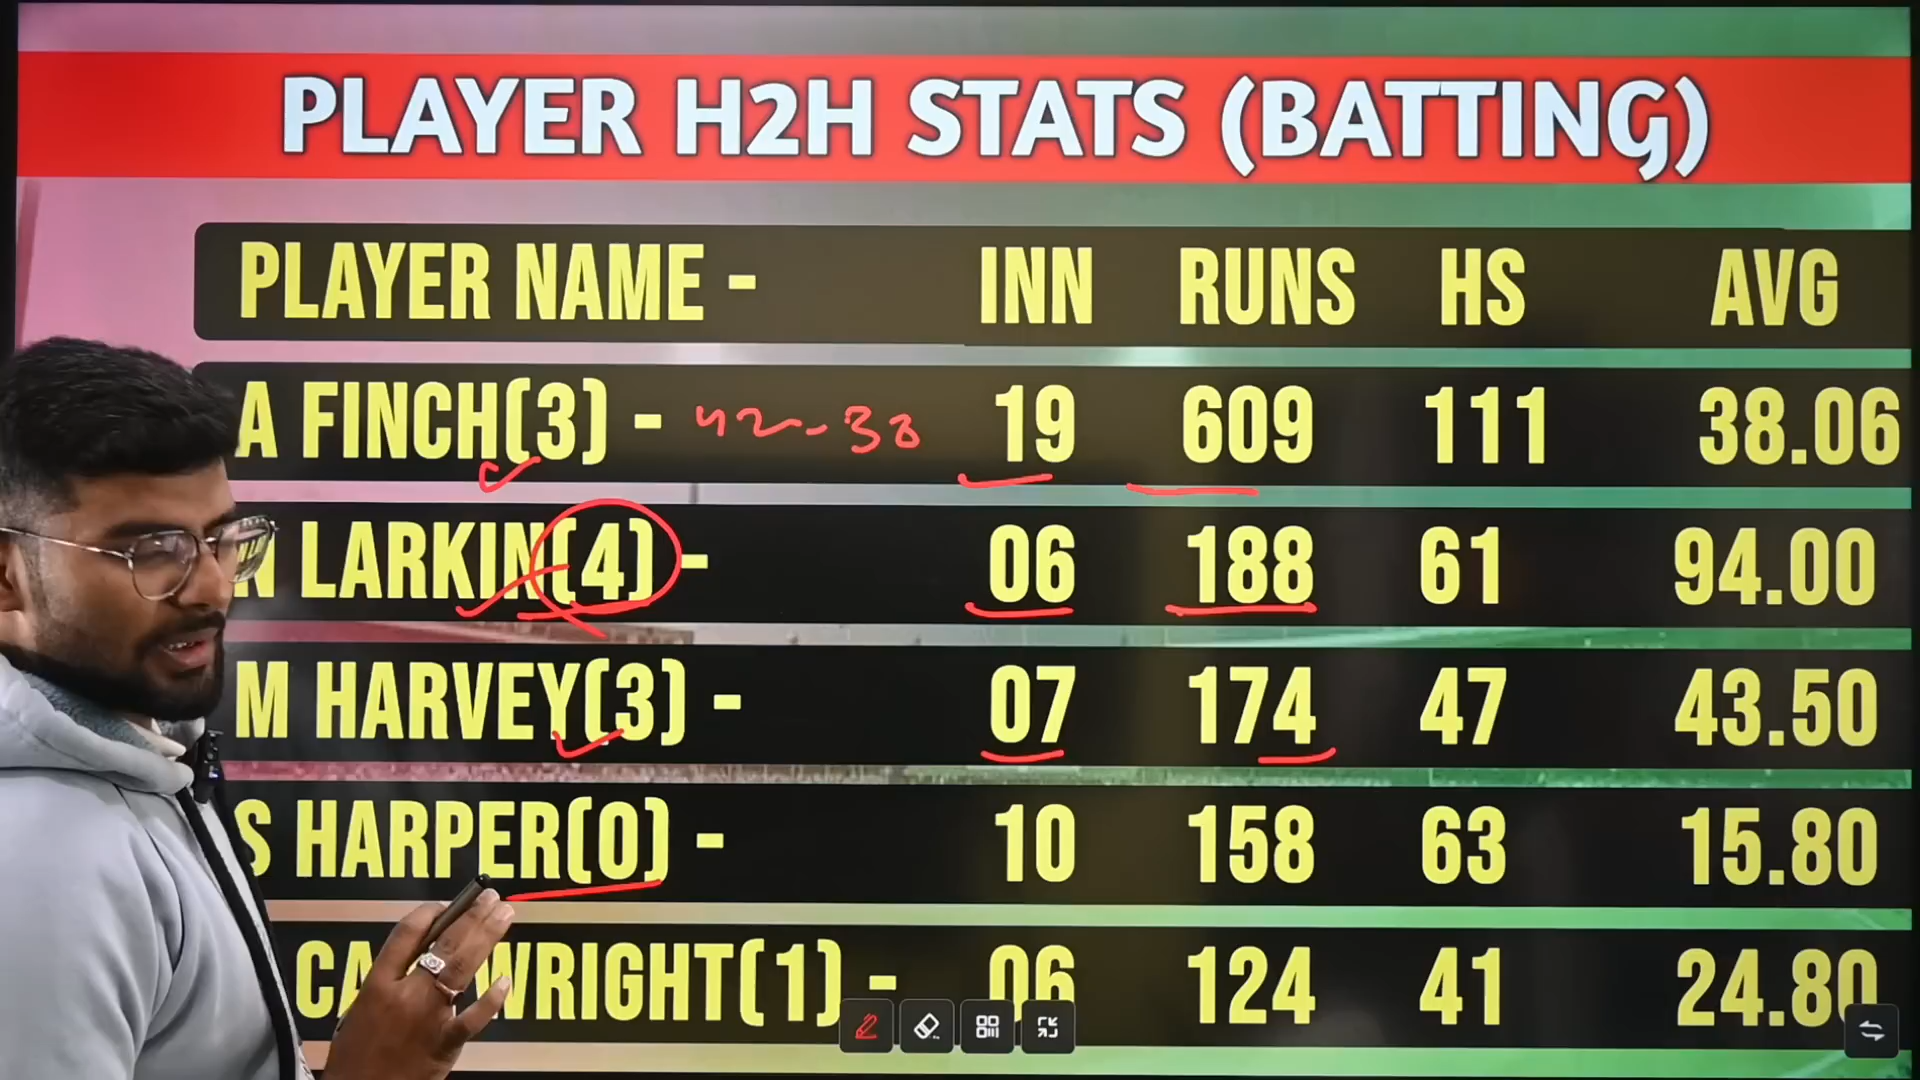 PLAYER H2H STATS (BATTING)
PLAYER NAME - INN RUNS HS AVG
A FINCH(3) - 42-30 19 609 111 38.06
N LARKIN(4) - 06 188 61 94.00
M HARVEY(3) - 07 174 47 43.50
S HARPER(0) - 10 158 63 15.80
WRIGHT(1) - 06 124 41 24.80